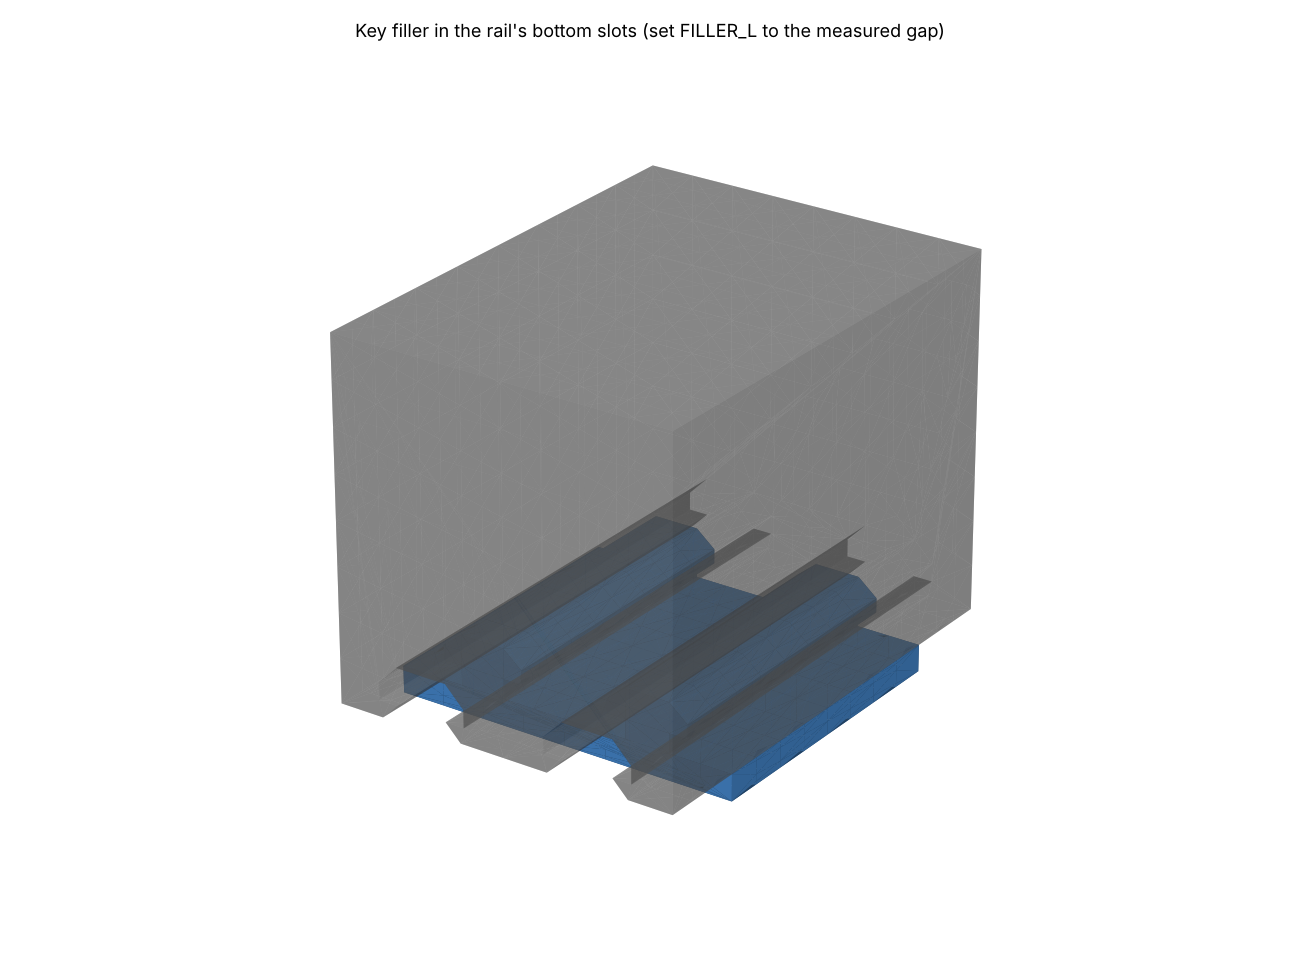 Key filler in the rail's bottom slots (set FILLER_L to the measured gap)